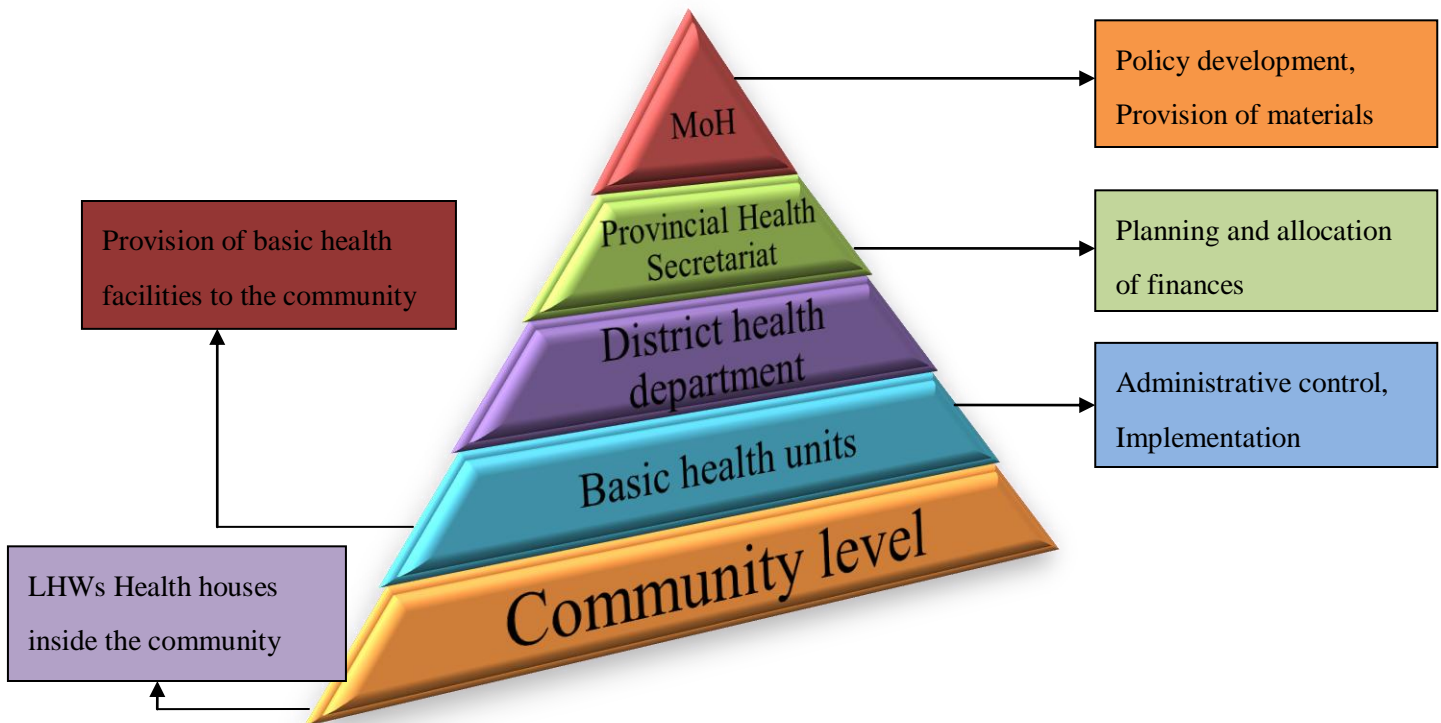 MoH
Provincial Health
Secretariat
District health
department
Basic health units
Community level
Policy development,
Provision of materials
Planning and allocation
of finances
Administrative control,
Implementation
Provision of basic health
facilities to the community
LHWs Health houses
inside the community